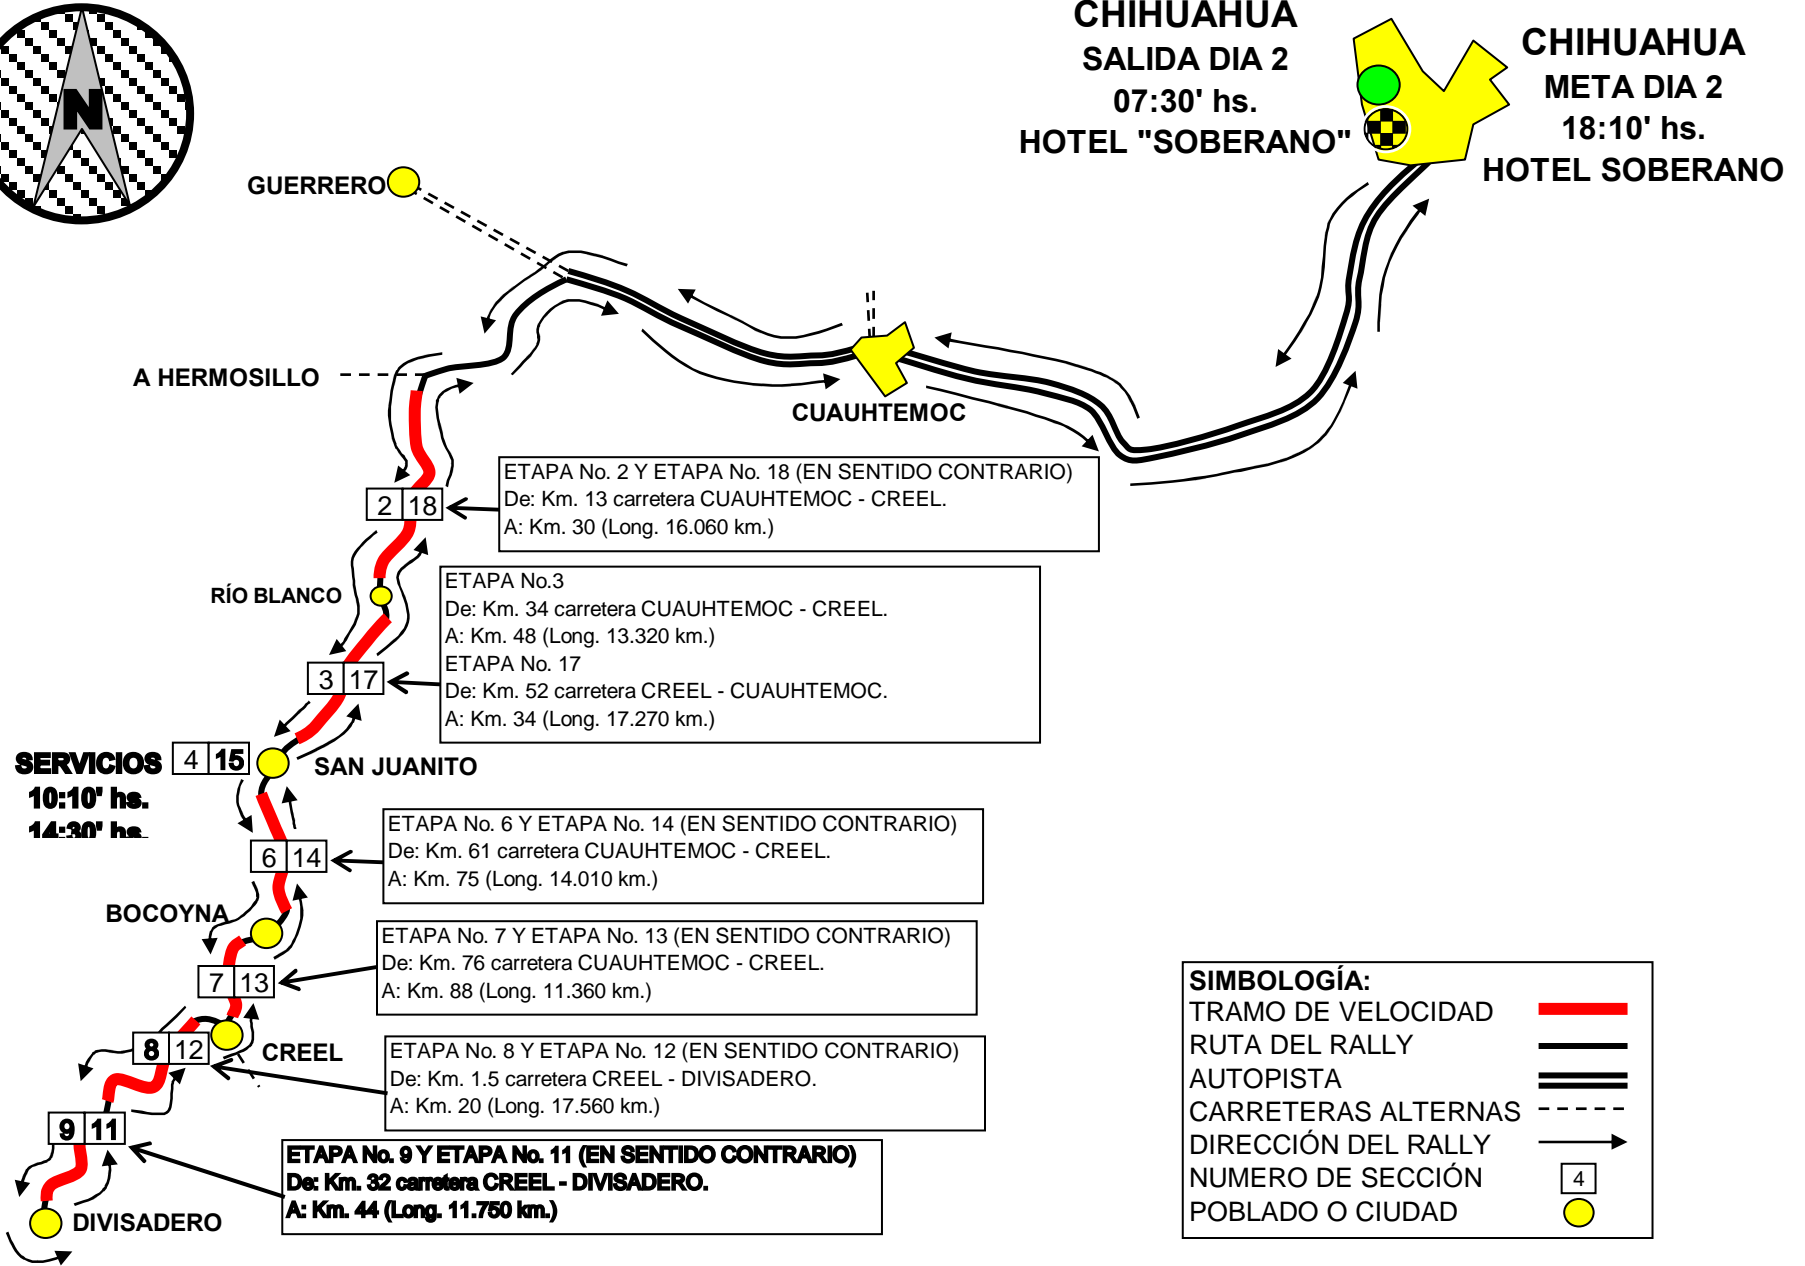 N
CHIHUAHUA
SALIDA DIA 2
07:30' hs.
HOTEL "SOBERANO"
CHIHUAHUA
META DIA 2
18:10' hs.
HOTEL SOBERANO
GUERRERO
A HERMOSILLO
CUAUHTEMOC
2 18
ETAPA No. 2 Y ETAPA No. 18 (EN SENTIDO CONTRARIO)
De: Km. 13 carretera CUAUHTEMOC - CREEL.
A: Km. 30 (Long. 16.060 km.)
RÍO BLANCO
ETAPA No.3
De: Km. 34 carretera CUAUHTEMOC - CREEL.
A: Km. 48 (Long. 13.320 km.)
ETAPA No. 17
De: Km. 52 carretera CREEL - CUAUHTEMOC.
A: Km. 34 (Long. 17.270 km.)
3 17
SERVICIOS
10:10' hs.
14:30' hs.
4 15
SAN JUANITO
6 14
ETAPA No. 6 Y ETAPA No. 14 (EN SENTIDO CONTRARIO)
De: Km. 61 carretera CUAUHTEMOC - CREEL.
A: Km. 75 (Long. 14.010 km.)
BOCOYNA
7 13
ETAPA No. 7 Y ETAPA No. 13 (EN SENTIDO CONTRARIO)
De: Km. 76 carretera CUAUHTEMOC - CREEL.
A: Km. 88 (Long. 11.360 km.)
8 12
CREEL
ETAPA No. 8 Y ETAPA No. 12 (EN SENTIDO CONTRARIO)
De: Km. 1.5 carretera CREEL - DIVISADERO.
A: Km. 20 (Long. 17.560 km.)
9 11
ETAPA No. 9 Y ETAPA No. 11 (EN SENTIDO CONTRARIO)
De: Km. 32 carretera CREEL - DIVISADERO.
A: Km. 44 (Long. 11.750 km.)
DIVISADERO
SIMBOLOGÍA:
TRAMO DE VELOCIDAD
RUTA DEL RALLY
AUTOPISTA
CARRETERAS ALTERNAS
DIRECCIÓN DEL RALLY
NUMERO DE SECCIÓN 4
POBLADO O CIUDAD